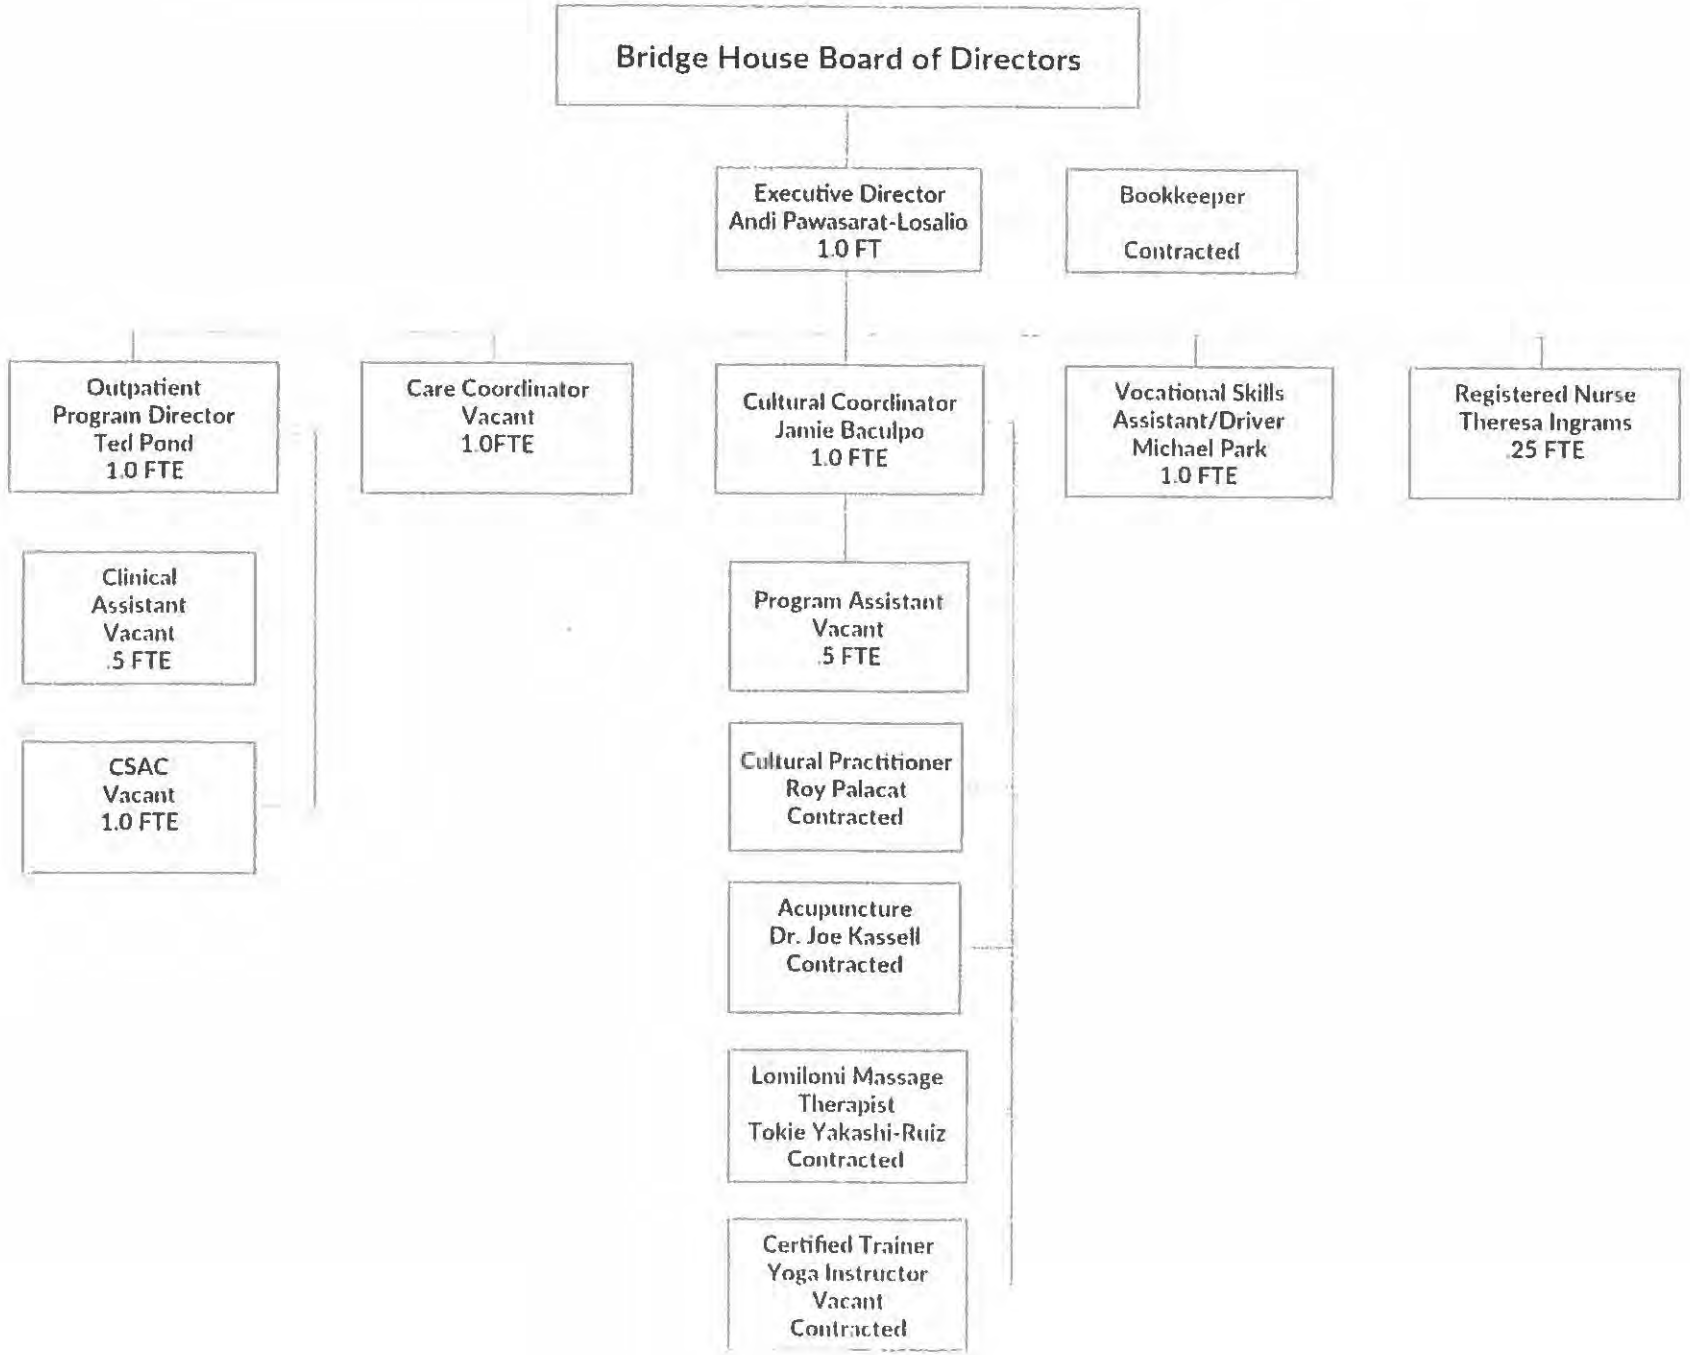 Bridge House Board of Directors
Executive Director
Andi Pawasarat-Losalio
1.0 FT
Bookkeeper
Contracted
Outpatient
Program Director
Ted Pond
1.0 FTE
Care Coordinator
Vacant
1.0FTE
Cultural Coordinator
Jamie Baculpo
1.0 FTE
Vocational Skills
Assistant/Driver
Michael Park
1.0 FTE
Registered Nurse
Theresa Ingrams
.25 FTE
Clinical
Assistant
Vacant
.5 FTE
CSAC
Vacant
1.0 FTE
Program Assistant
Vacant
.5 FTE
Cultural Practitioner
Roy Palacat
Contracted
Acupuncture
Dr. Joe Kassell
Contracted
Lomilomi Massage
Therapist
Tokie Yakashi-Ruiz
Contracted
Certified Trainer
Yoga Instructor
Vacant
Contracted